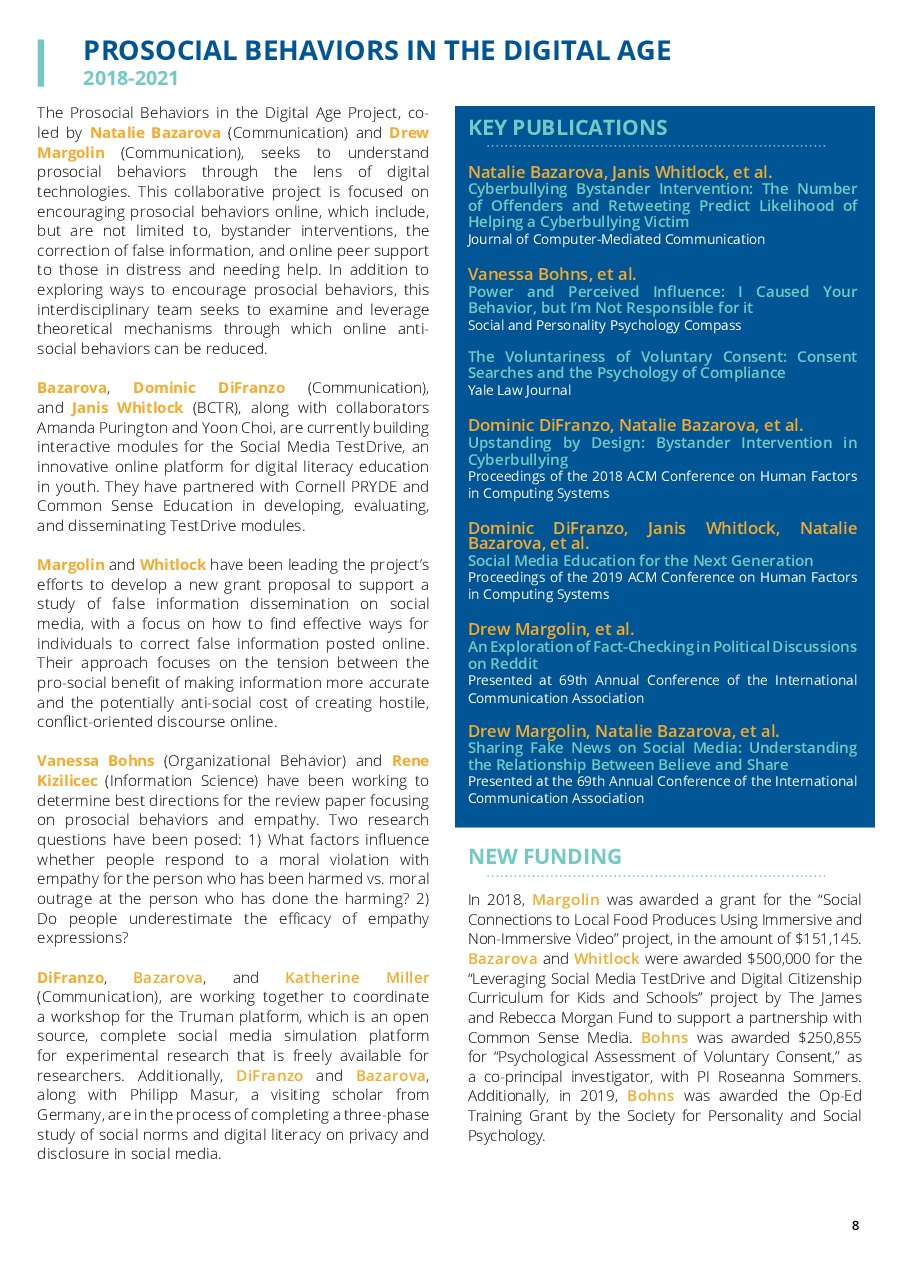 PROSOCIAL BEHAVIORS IN THE DIGITAL AGE
2018-2021
The Prosocial Behaviors in the Digital Age Project, co-
led by Natalie Bazarova (Communication) and Drew
Margolin (Communication), seeks to understand
prosocial behaviors through the lens of digital
technologies. This collaborative project is focused on
encouraging prosocial behaviors online, which include,
but are not limited to, bystander interventions, the
correction of false information, and online peer support
to those in distress and needing help. In addition to
exploring ways to encourage prosocial behaviors, this
interdisciplinary team seeks to examine and leverage
theoretical mechanisms through which online anti-
social behaviors can be reduced.
Bazarova, Dominic DiFranzo (Communication),
and Janis Whitlock (BCTR), along with collaborators
Amanda Purington and Yoon Choi, are currently building
interactive modules for the Social Media TestDrive, an
innovative online platform for digital literacy education
in youth. They have partnered with Cornell PRYDE and
Common Sense Education in developing, evaluating,
and disseminating TestDrive modules.
Margolin and Whitlock have been leading the project’s
efforts to develop a new grant proposal to support a
study of false information dissemination on social
media, with a focus on how to find effective ways for
individuals to correct false information posted online.
Their approach focuses on the tension between the
pro-social benefit of making information more accurate
and the potentially anti-social cost of creating hostile,
conflict-oriented discourse online.
Vanessa Bohns (Organizational Behavior) and Rene
Kizilicec (Information Science) have been working to
determine best directions for the review paper focusing
on prosocial behaviors and empathy. Two research
questions have been posed: 1) What factors influence
whether people respond to a moral violation with
empathy for the person who has been harmed vs. moral
outrage at the person who has done the harming? 2)
Do people underestimate the efficacy of empathy
expressions?
DiFranzo, Bazarova, and Katherine Miller
(Communication), are working together to coordinate
a workshop for the Truman platform, which is an open
source, complete social media simulation platform
for experimental research that is freely available for
researchers. Additionally, DiFranzo and Bazarova,
along with Philipp Masur, a visiting scholar from
Germany, are in the process of completing a three-phase
study of social norms and digital literacy on privacy and
disclosure in social media.
KEY PUBLICATIONS
Natalie Bazarova, Janis Whitlock, et al.
Cyberbullying Bystander Intervention: The Number
of Offenders and Retweeting Predict Likelihood of
Helping a Cyberbullying Victim
Journal of Computer-Mediated Communication
Vanessa Bohns, et al.
Power and Perceived Influence: I Caused Your
Behavior, but I’m Not Responsible for it
Social and Personality Psychology Compass
The Voluntariness of Voluntary Consent: Consent
Searches and the Psychology of Compliance
Yale Law Journal
Dominic DiFranzo, Natalie Bazarova, et al.
Upstanding by Design: Bystander Intervention in
Cyberbullying
Proceedings of the 2018 ACM Conference on Human Factors
in Computing Systems
Dominic DiFranzo, Janis Whitlock, Natalie
Bazarova, et al.
Social Media Education for the Next Generation
Proceedings of the 2019 ACM Conference on Human Factors
in Computing Systems
Drew Margolin, et al.
An Exploration of Fact-Checking in Political Discussions
on Reddit
Presented at 69th Annual Conference of the International
Communication Association
Drew Margolin, Natalie Bazarova, et al.
Sharing Fake News on Social Media: Understanding
the Relationship Between Believe and Share
Presented at the 69th Annual Conference of the International
Communication Association
NEW FUNDING
In 2018, Margolin was awarded a grant for the “Social
Connections to Local Food Produces Using Immersive and
Non-Immersive Video” project, in the amount of $151,145.
Bazarova and Whitlock were awarded $500,000 for the
“Leveraging Social Media TestDrive and Digital Citizenship
Curriculum for Kids and Schools” project by The James
and Rebecca Morgan Fund to support a partnership with
Common Sense Media. Bohns was awarded $250,855
for “Psychological Assessment of Voluntary Consent,” as
a co-principal investigator, with PI Roseanna Sommers.
Additionally, in 2019, Bohns was awarded the Op-Ed
Training Grant by the Society for Personality and Social
Psychology.
8